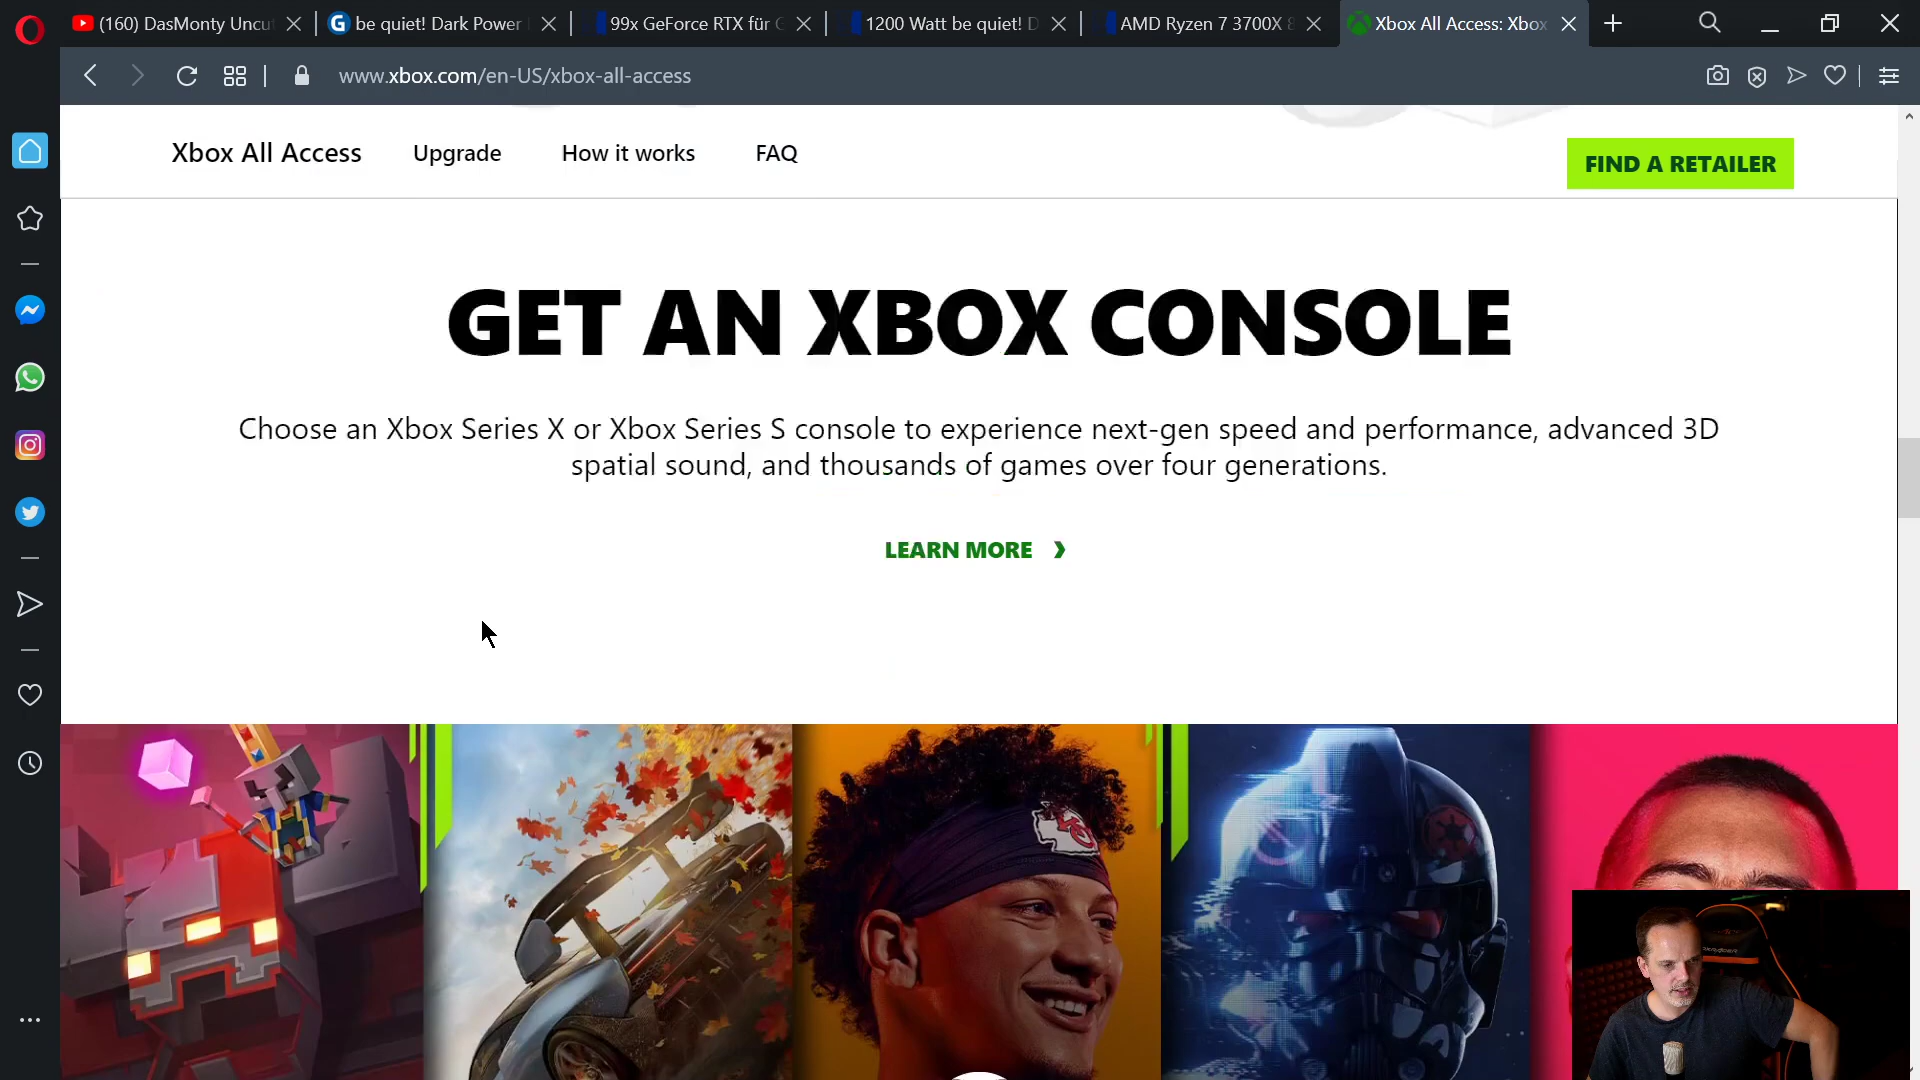 (160) DasMonty Uncut
be quiet! Dark Power
99x GeForce RTX für G
1200 Watt be quiet! D
AMD Ryzen 7 3700X 8
Xbox All Access: Xbox
www.xbox.com/en-US/xbox-all-access
Xbox All Access
Upgrade
How it works
FAQ
FIND A RETAILER
GET AN XBOX CONSOLE
Choose an Xbox Series X or Xbox Series S console to experience next-gen speed and performance, advanced 3D
spatial sound, and thousands of games over four generations.
LEARN MORE